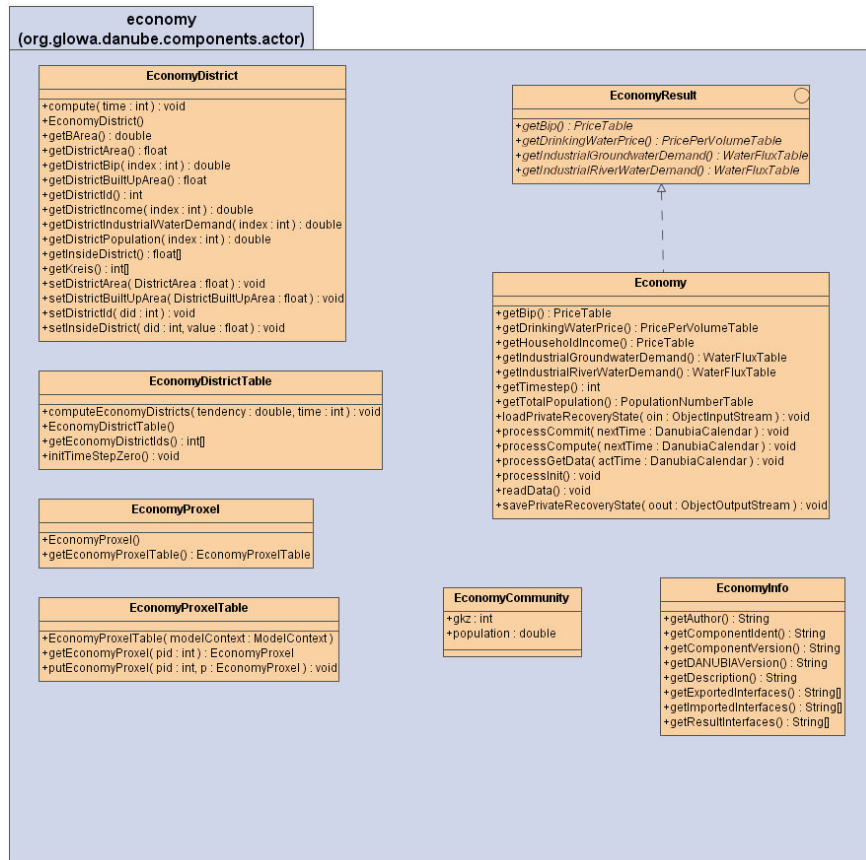 economy
(org.glowa.danube.components.actor)
EconomyDistrict
+compute( time : int ) : void
+EconomyDistrict()
+getBArea() : double
+getDistrictArea() : float
+getDistrictBip( index : int ) : double
+getDistrictBuiltUpArea() : float
+getDistrictId() : int
+getDistrictIncome( index : int ) : double
+getDistrictIndustrialWaterDemand( index : int ) : double
+getDistrictPopulation( index : int ) : double
+getInsideDistrict() : float[]
+getKreis() : int[]
+setDistrictArea( DistrictArea : float ) : void
+setDistrictBuiltUpArea( DistrictBuiltUpArea : float ) : void
+setDistrictId( did : int ) : void
+setInsideDistrict( did : int, value : float ) : void
EconomyDistrictTable
+computeEconomyDistricts( tendency : double, time : int ) : void
+EconomyDistrictTable()
+getEconomyDistrictIds() : int[]
+initTimeStepZero() : void
EconomyProxel
+EconomyProxel()
+getEconomyProxelTable() : EconomyProxelTable
EconomyProxelTable
+EconomyProxelTable( modelContext : ModelContext )
+getEconomyProxel( pid : int ) : EconomyProxel
+putEconomyProxel( pid : int, p : EconomyProxel ) : void
EconomyResult
+getBip() : PriceTable
+getDrinkingWaterPrice() : PricePerVolumeTable
+getIndustrialGroundwaterDemand() : WaterFluxTable
+getIndustrialRiverWaterDemand() : WaterFluxTable
Economy
+getBip() : PriceTable
+getDrinkingWaterPrice() : PricePerVolumeTable
+getHouseholdIncome() : PriceTable
+getIndustrialGroundwaterDemand() : WaterFluxTable
+getIndustrialRiverWaterDemand() : WaterFluxTable
+getTimestep() : int
+getTotalPopulation() : PopulationNumberTable
+loadPrivateRecoveryState( oin : ObjectInputStream ) : void
+processCommit( nextTime : DanubiaCalendar ) : void
+processCompute( nextTime : DanubiaCalendar ) : void
+processGetData( actTime : DanubiaCalendar ) : void
+processInit() : void
+readData() : void
+savePrivateRecoveryState( oout : ObjectOutputStream ) : void
EconomyCommunity
+gkz : int
+population : double
EconomyInfo
+getAuthor() : String
+getComponentIdent() : String
+getComponentVersion() : String
+getDANUBIAVersion() : String
+getDescription() : String
+getExportedInterfaces() : String[]
+getImportedInterfaces() : String[]
+getResultInterfaces() : String[]